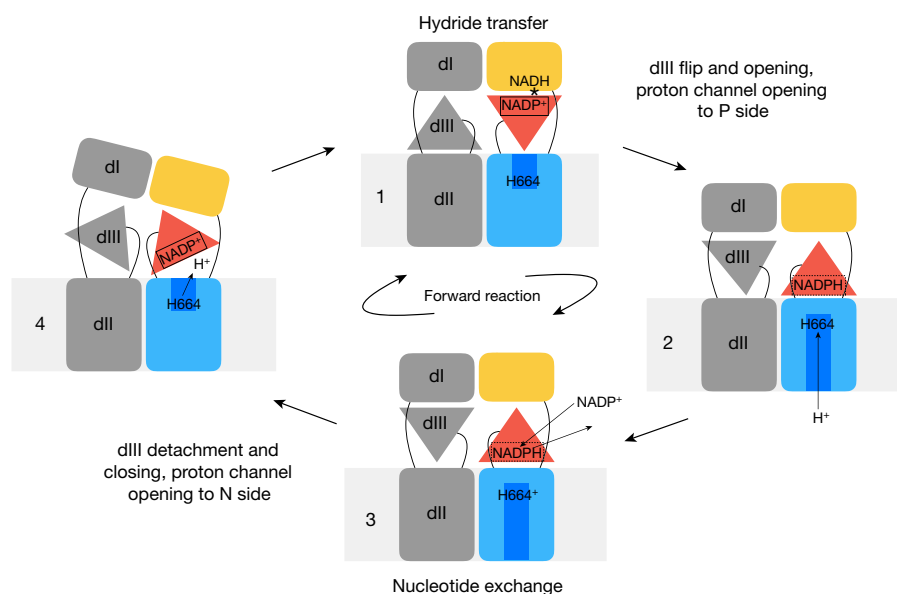 Hydride transfer
dI
NADH
*
NADP⁺
dIII
H664
dII
1
dIII flip and opening,
proton channel opening
to P side
dI
dIII
NADPH
H664
dII
2
H⁺
dI
dIII
NADP⁺
H⁺
H664
dII
4
Forward reaction
dI
NADP⁺
dIII
NADPH
H664⁺
dII
3
dIII detachment and
closing, proton channel
opening to N side
Nucleotide exchange